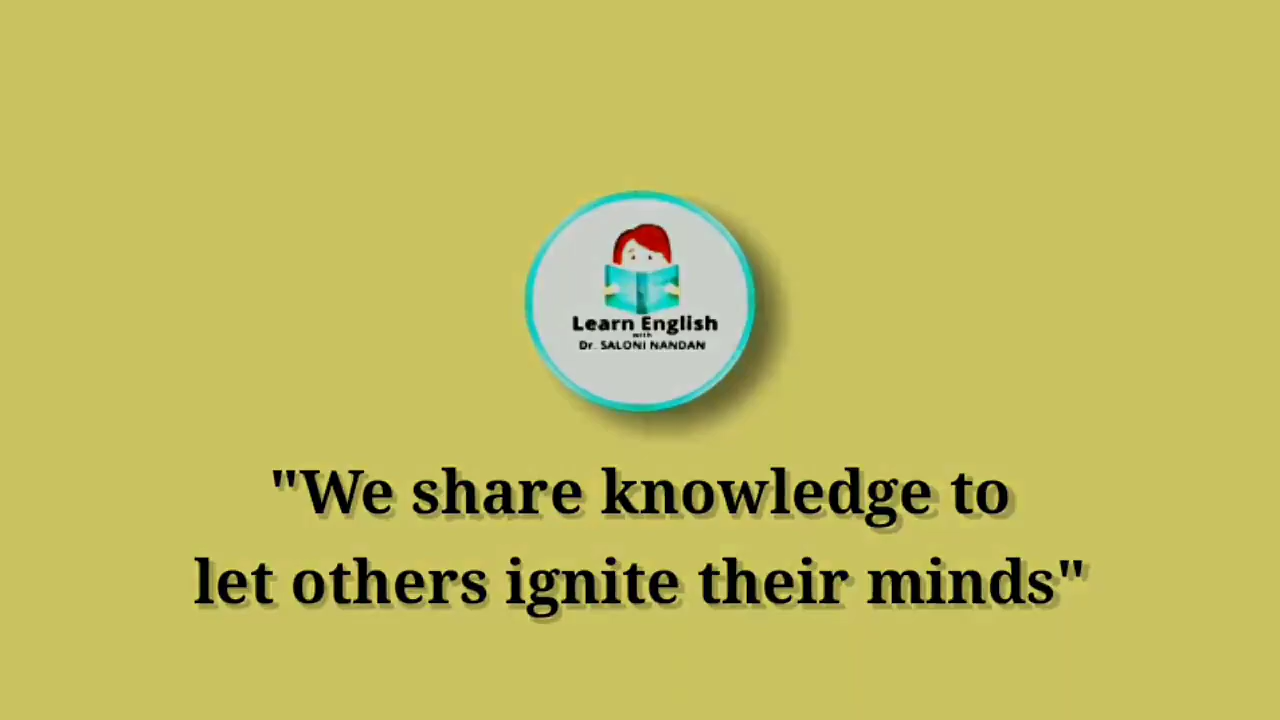 Learn English
with
Dr. SALONI NANDAN
"We share knowledge to
let others ignite their minds"